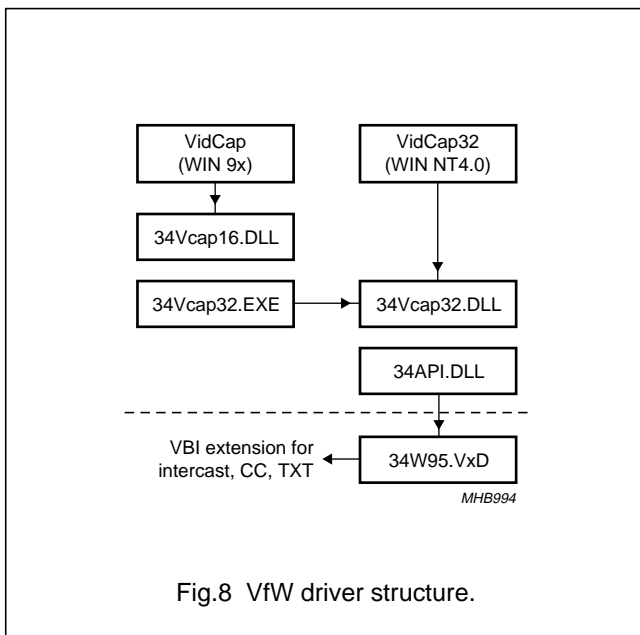 VidCap
(WIN 9x)
VidCap32
(WIN NT4.0)
34Vcap16.DLL
34Vcap32.EXE
34Vcap32.DLL
34API.DLL
VBI extension for
intercast, CC, TXT
34W95.VxD
MHB994
Fig.8 VfW driver structure.